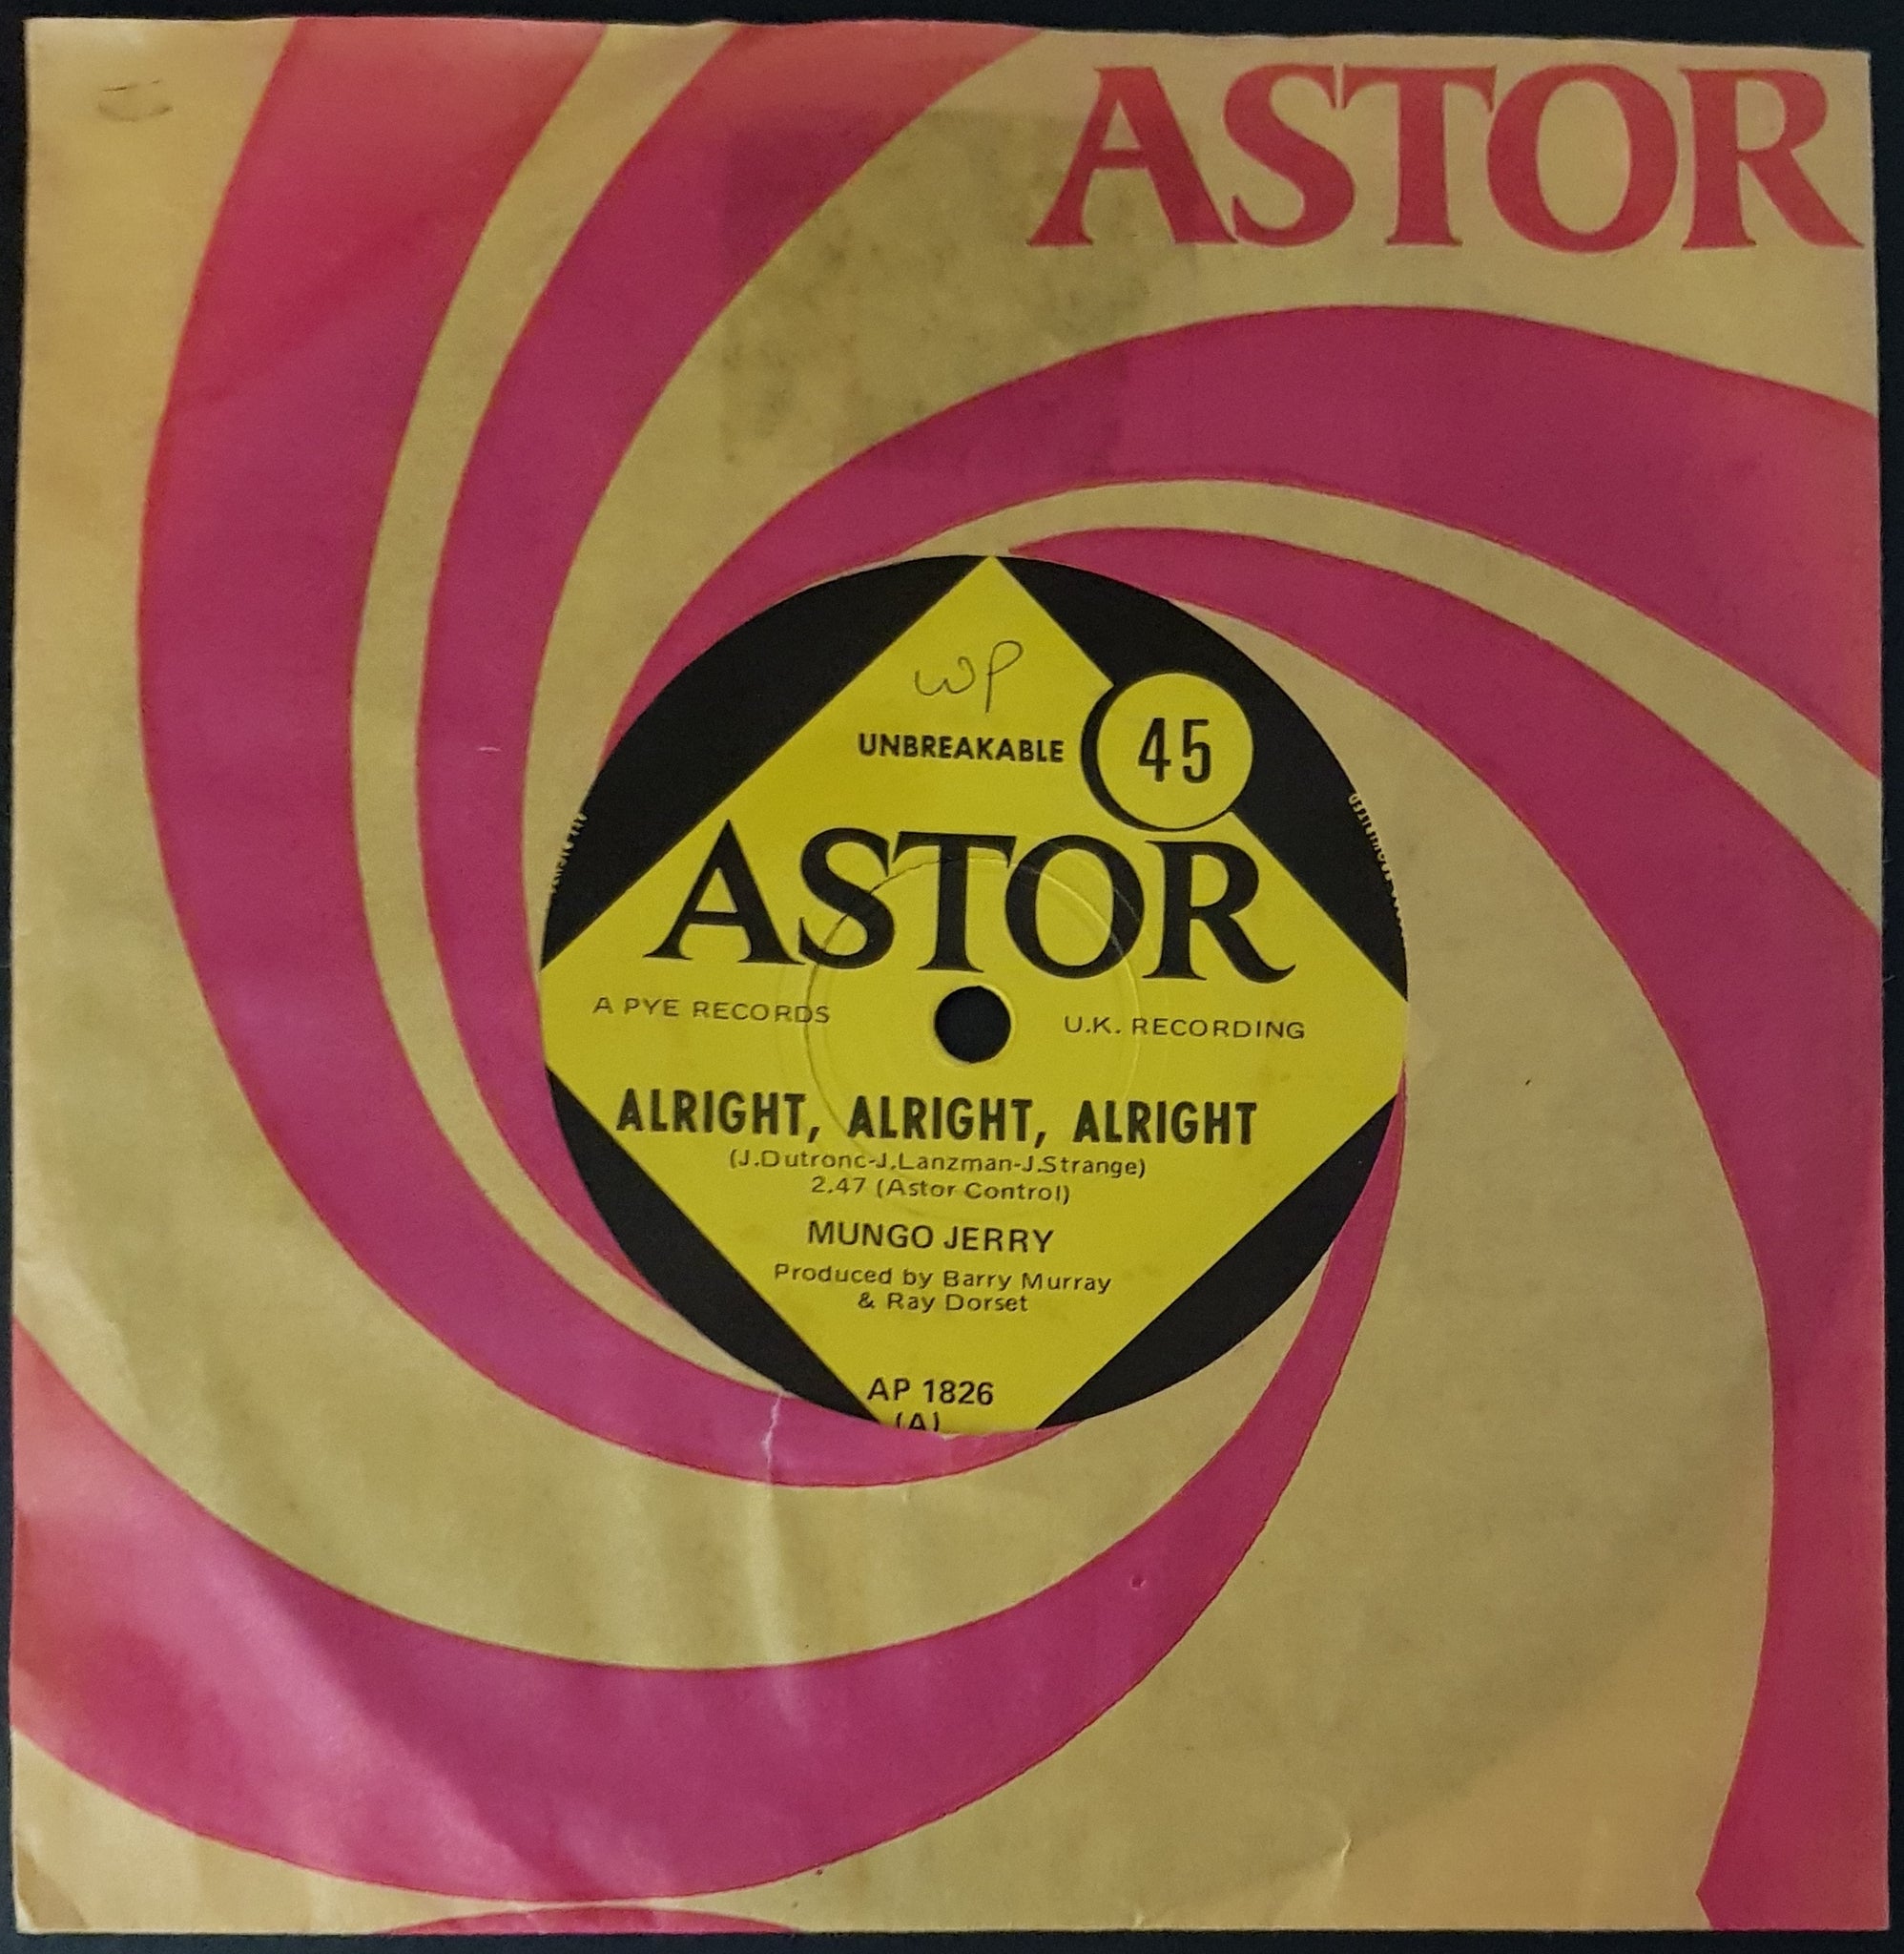 ASTOR
WP
UNBREAKABLE
45
ASTOR
A PYE RECORDS
U.K. RECORDING
ALRIGHT, ALRIGHT, ALRIGHT
(J.Dutronc-J.Lanzman-J.Strange)
2.47 (Astor Control)
MUNGO JERRY
Produced by Barry Murray
& Ray Dorset
AP 1826
(A)